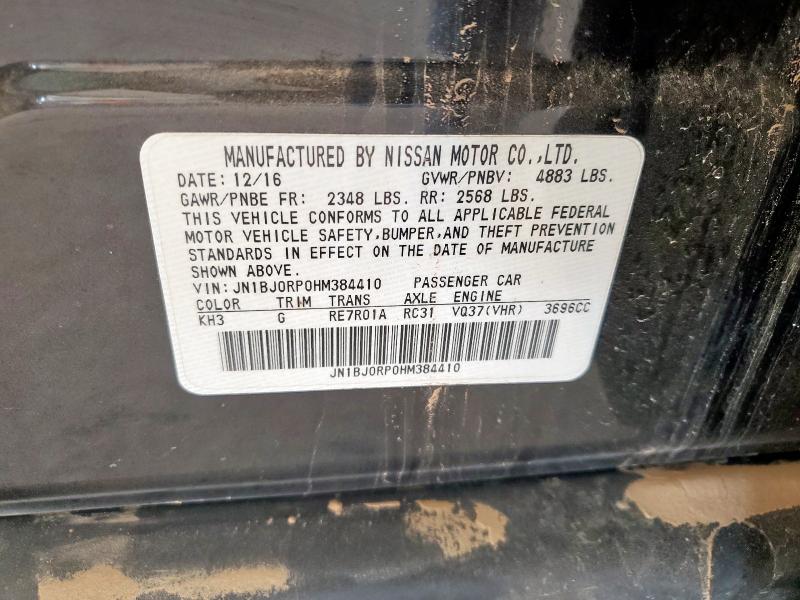 MANUFACTURED BY NISSAN MOTOR CO.,LTD.
DATE: 12/16 GVWR/PNBV: 4883 LBS.
GAWR/PNBE FR: 2348 LBS. RR: 2568 LBS.
THIS VEHICLE CONFORMS TO ALL APPLICABLE FEDERAL
MOTOR VEHICLE SAFETY,BUMPER,AND THEFT PREVENTION
STANDARDS IN EFFECT ON THE DATE OF MANUFACTURE
SHOWN ABOVE.
VIN: JN1BJ0RP0HM384410 PASSENGER CAR
COLOR TRIM TRANS AXLE ENGINE
KH3 G RE7R01A RC31 VQ37(VHR) 3696CC
JN1BJ0RP0HM384410